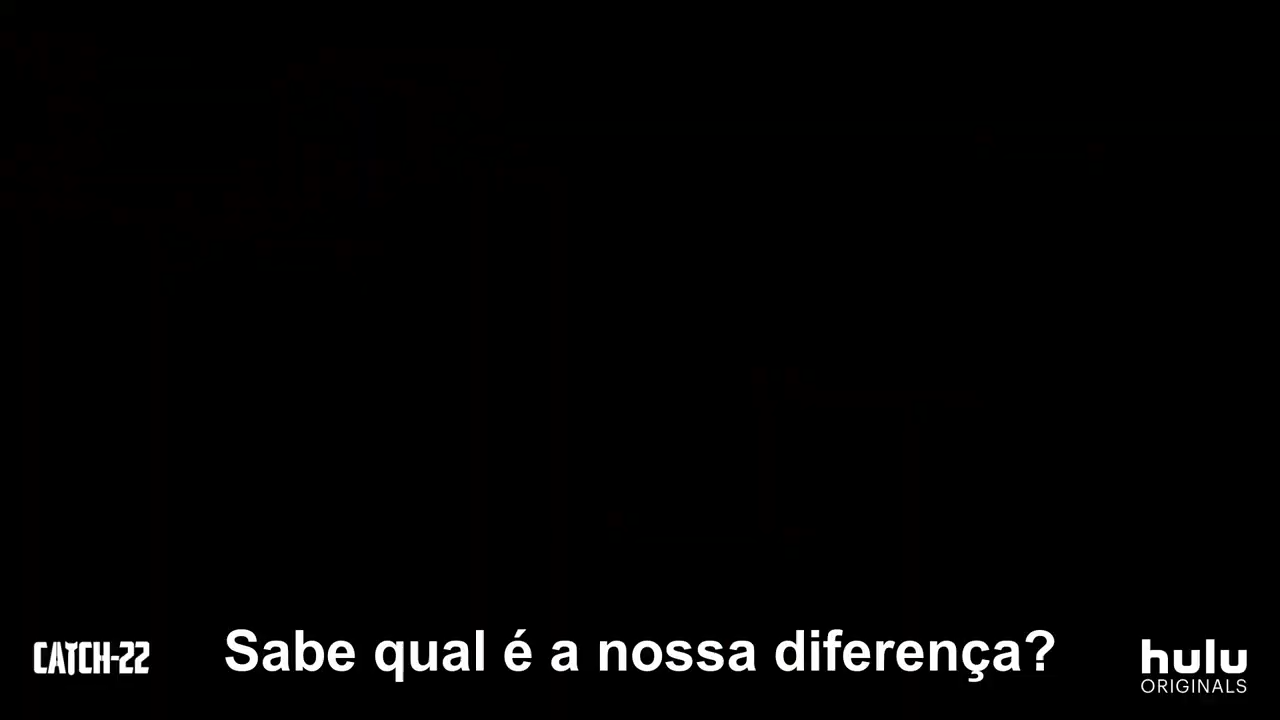 CATCH-22
Sabe qual é a nossa diferença?
hulu
ORIGINALS